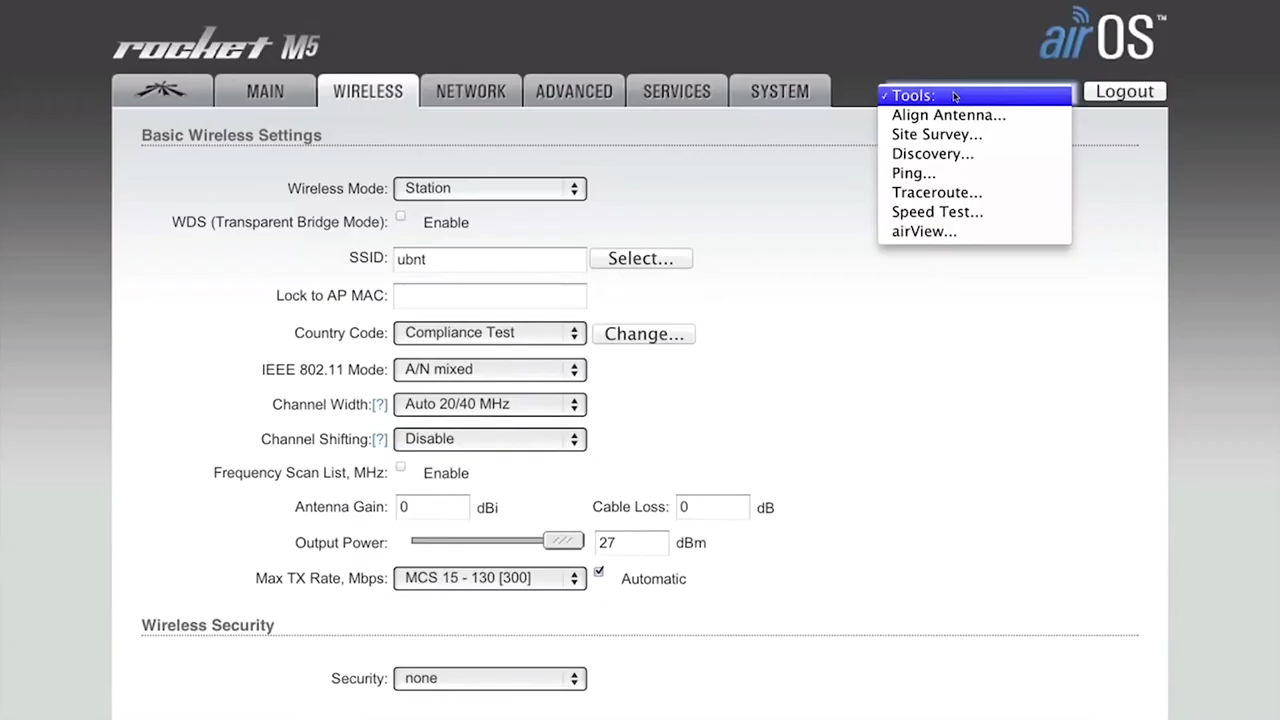 rocket M5
airOS™
MAIN WIRELESS NETWORK ADVANCED SERVICES SYSTEM
✓ Tools:
Logout
Align Antenna...
Site Survey...
Discovery...
Ping...
Traceroute...
Speed Test...
airView...
Basic Wireless Settings
Wireless Mode: Station
WDS (Transparent Bridge Mode): Enable
SSID: ubnt Select...
Lock to AP MAC:
Country Code: Compliance Test Change...
IEEE 802.11 Mode: A/N mixed
Channel Width:[?] Auto 20/40 MHz
Channel Shifting:[?] Disable
Frequency Scan List, MHz: Enable
Antenna Gain: 0 dBi Cable Loss: 0 dB
Output Power: 27 dBm
Max TX Rate, Mbps: MCS 15 - 130 [300] Automatic
Wireless Security
Security: none